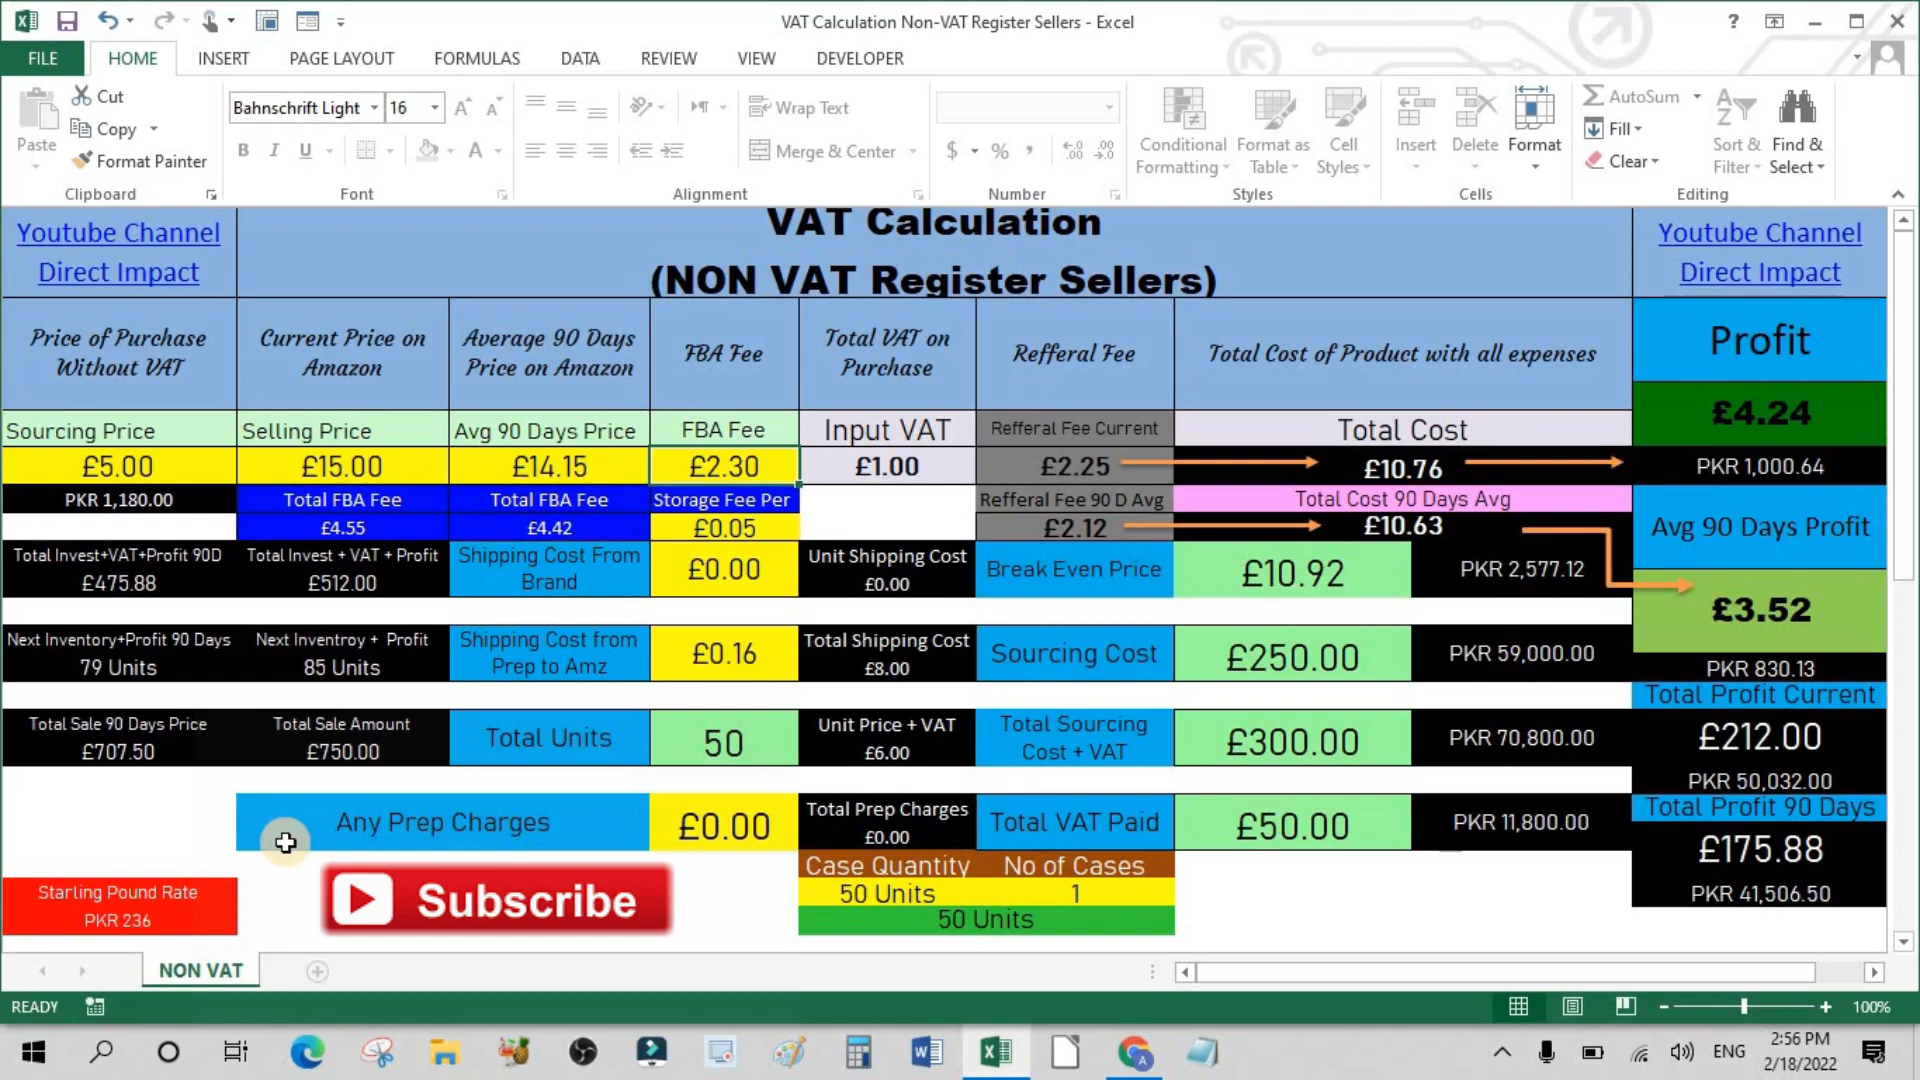 VAT Calculation Non-VAT Register Sellers - Excel
FILE HOME INSERT PAGE LAYOUT FORMULAS DATA REVIEW VIEW DEVELOPER
Paste
Cut
Copy
Format Painter
Clipboard
Bahnschrift Light 16
B I U
Font
Wrap Text
Merge & Center
Alignment
$ % ,
Number
Conditional Formatting
Format as Table
Cell Styles
Styles
Insert Delete Format
Cells
AutoSum
Fill
Clear
Sort & Filter
Find & Select
Editing
Youtube Channel
Direct Impact
VAT Calculation
(NON VAT Register Sellers)
Youtube Channel
Direct Impact
Price of Purchase Without VAT
Current Price on Amazon
Average 90 Days Price on Amazon
FBA Fee
Total VAT on Purchase
Refferal Fee
Total Cost of Product with all expenses
Profit
£4.24
Sourcing Price Selling Price Avg 90 Days Price FBA Fee Input VAT Refferal Fee Current Total Cost
£5.00 £15.00 £14.15 £2.30 £1.00 £2.25 £10.76 PKR 1,000.64
PKR 1,180.00 Total FBA Fee Total FBA Fee Storage Fee Per Refferal Fee 90 D Avg Total Cost 90 Days Avg
£4.55 £4.42 £0.05 £2.12 £10.63
Avg 90 Days Profit
Total Invest+VAT+Profit 90D
£475.88
Total Invest + VAT + Profit
£512.00
Shipping Cost From Brand
£0.00
Unit Shipping Cost
£0.00
Break Even Price
£10.92
PKR 2,577.12
£3.52
Next Inventory+Profit 90 Days
79 Units
Next Inventroy + Profit
85 Units
Shipping Cost from Prep to Amz
£0.16
Total Shipping Cost
£8.00
Sourcing Cost
£250.00
PKR 59,000.00
PKR 830.13
Total Profit Current
Total Sale 90 Days Price
£707.50
Total Sale Amount
£750.00
Total Units
50
Unit Price + VAT
£6.00
Total Sourcing Cost + VAT
£300.00
PKR 70,800.00
£212.00
PKR 50,032.00
Total Profit 90 Days
Any Prep Charges
£0.00
Total Prep Charges
£0.00
Total VAT Paid
£50.00
PKR 11,800.00
£175.88
PKR 41,506.50
Case Quantity No of Cases
50 Units 1
50 Units
Starling Pound Rate
PKR 236
Subscribe
NON VAT
READY
100%
ENG
2:56 PM
2/18/2022